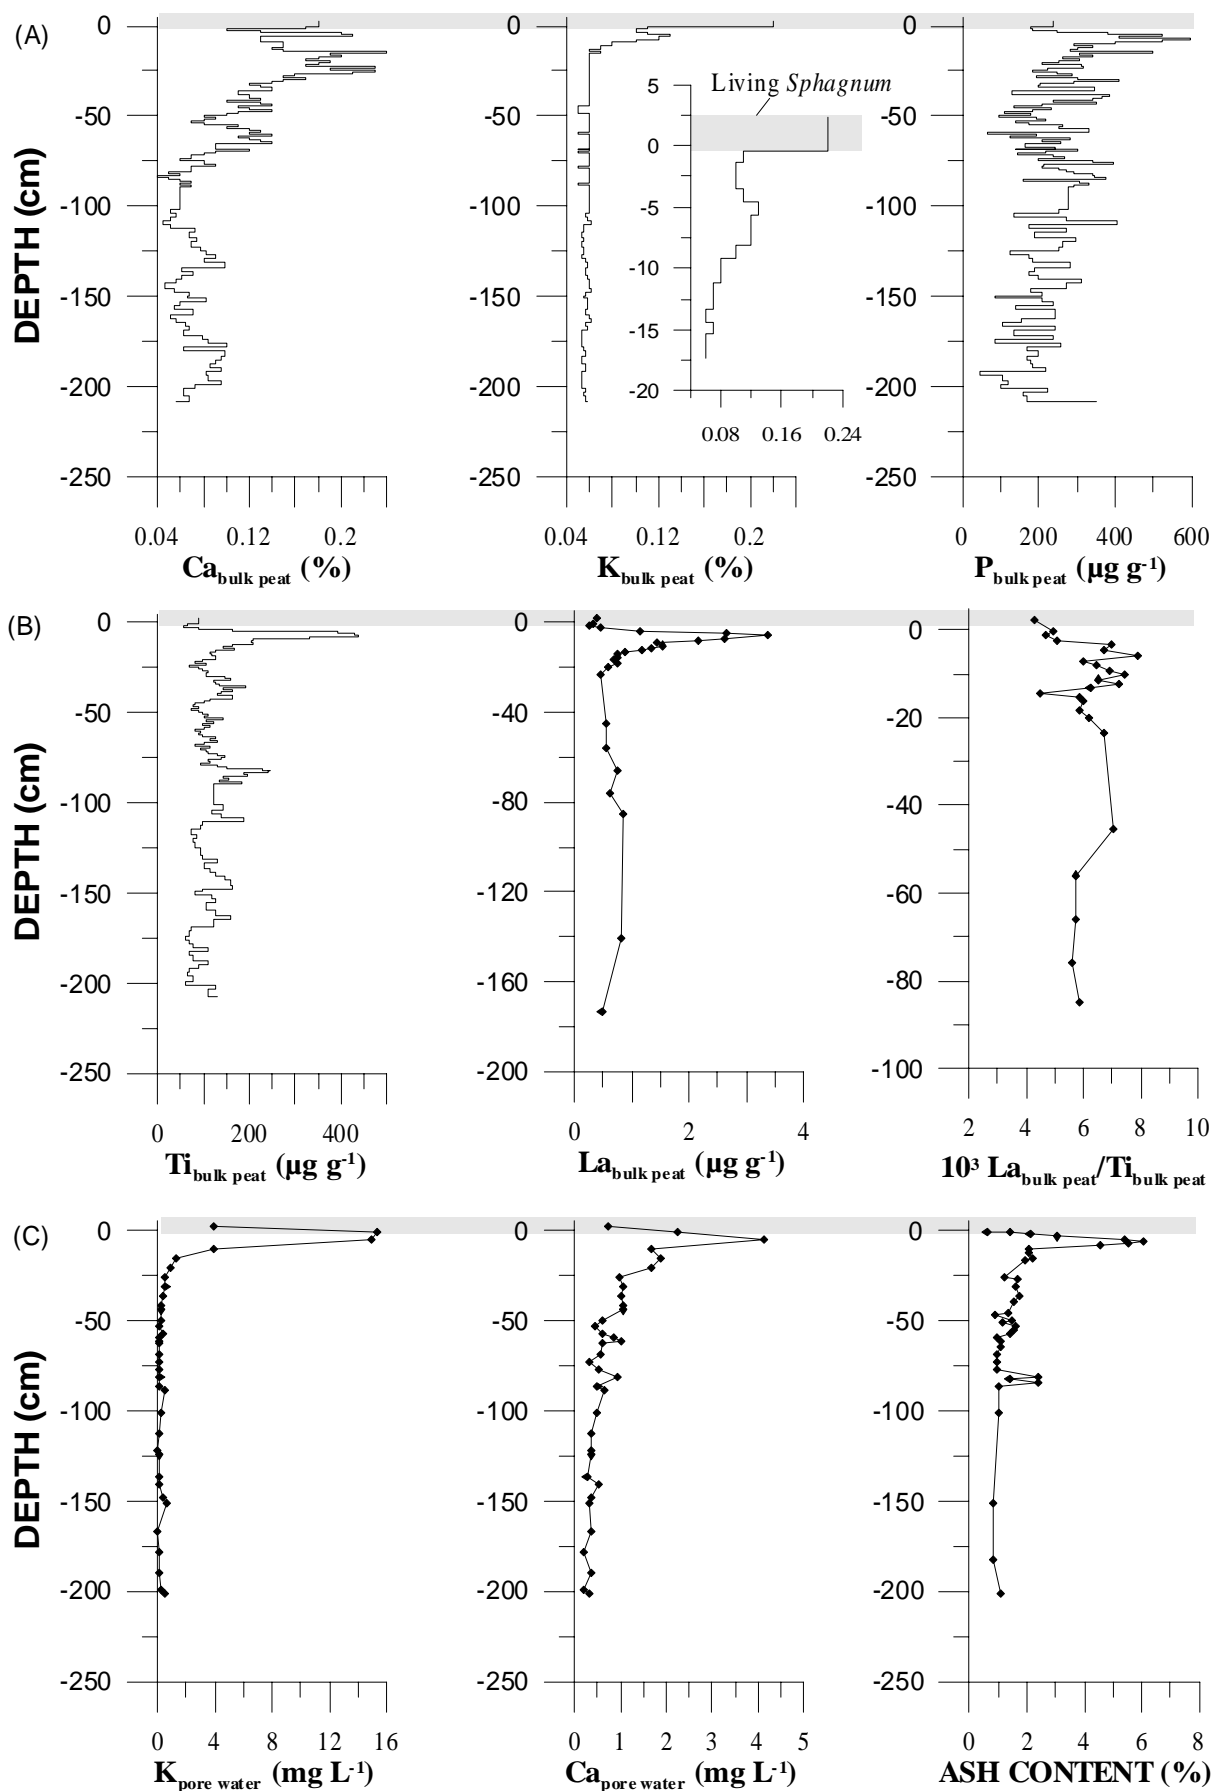 (A)
DEPTH (cm)
0
-50
-100
-150
-200
-250
0.04 0.12 0.2
Ca bulk peat (%)
0
-50
-100
-150
-200
-250
0.04 0.12 0.2
K bulk peat (%)
Living Sphagnum
5
0
-5
-10
-15
-20
0.08 0.16 0.24
0
-50
-100
-150
-200
-250
0 200 400 600
P bulk peat (µg g-1)
(B)
DEPTH (cm)
0
-50
-100
-150
-200
-250
0 200 400
Ti bulk peat (µg g-1)
0
-40
-80
-120
-160
-200
0 2 4
La bulk peat (µg g-1)
0
-20
-40
-60
-80
-100
2 4 6 8 10
10³ La bulk peat/Ti bulk peat
(C)
DEPTH (cm)
0
-50
-100
-150
-200
-250
0 4 8 12 16
K pore water (mg L-1)
0
-50
-100
-150
-200
-250
0 1 2 3 4 5
Ca pore water (mg L-1)
0
-50
-100
-150
-200
-250
0 2 4 6 8
ASH CONTENT (%)